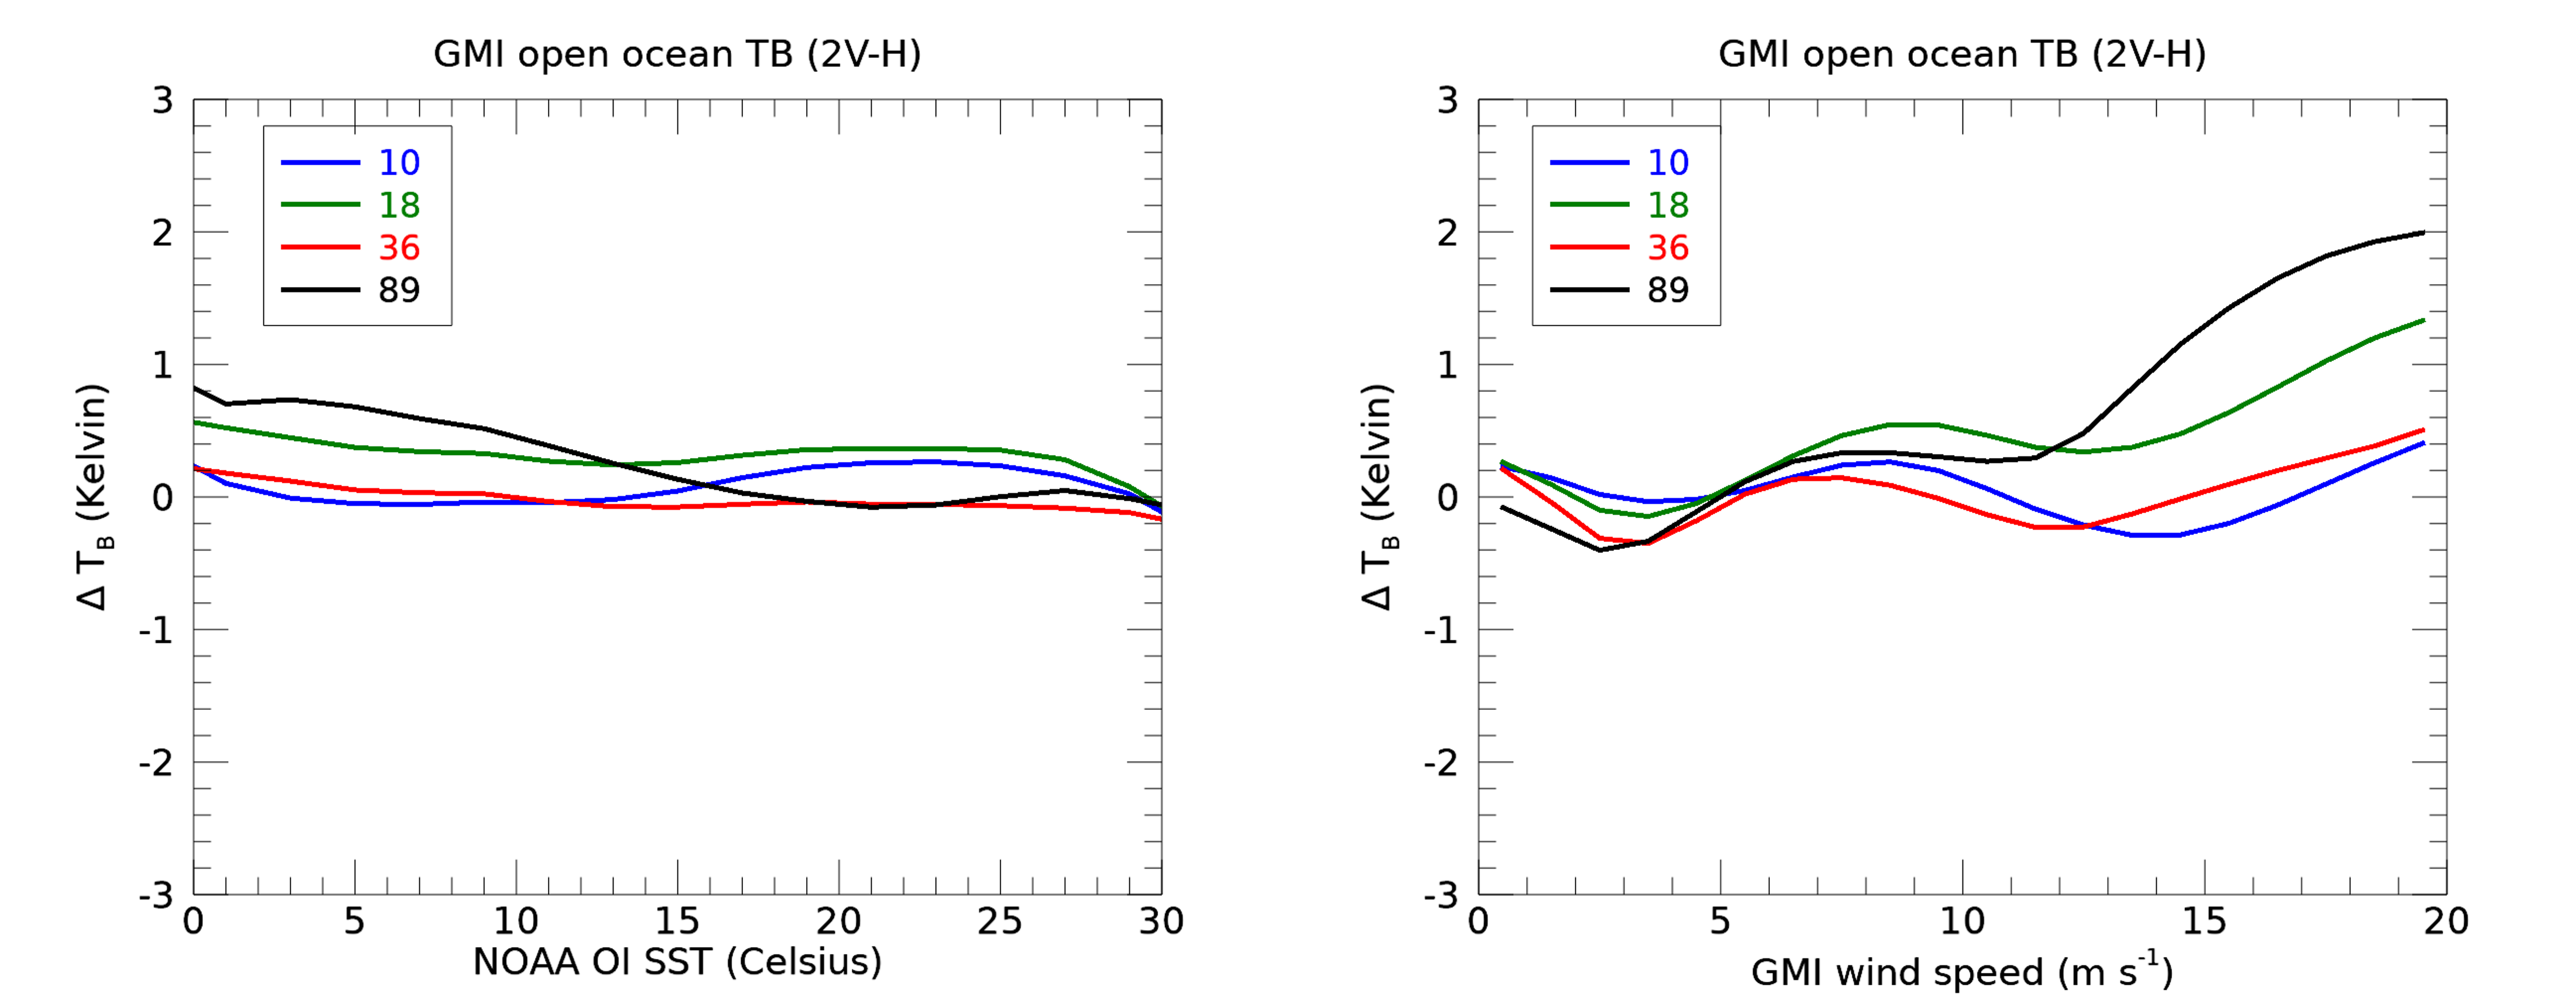 GMI open ocean TB (2V-H)
3
2
1
0
-1
-2
-3
Δ T_B (Kelvin)
10
18
36
89
0 5 10 15 20 25 30
NOAA OI SST (Celsius)
GMI open ocean TB (2V-H)
3
2
1
0
-1
-2
-3
Δ T_B (Kelvin)
10
18
36
89
0 5 10 15 20
GMI wind speed (m s⁻¹)